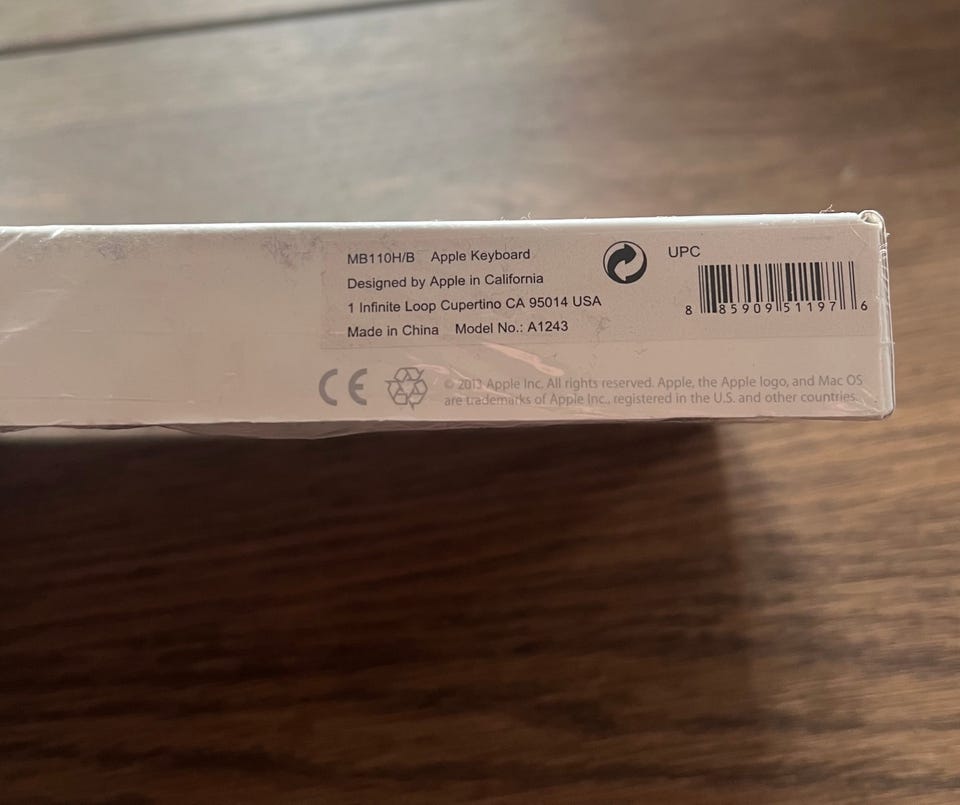 MB110H/B Apple Keyboard
Designed by Apple in California
1 Infinite Loop Cupertino CA 95014 USA
Made in China Model No.: A1243
UPC
8 85909 51197 6
CE
© 2013 Apple Inc. All rights reserved. Apple, the Apple logo, and Mac OS
are trademarks of Apple Inc., registered in the U.S. and other countries.